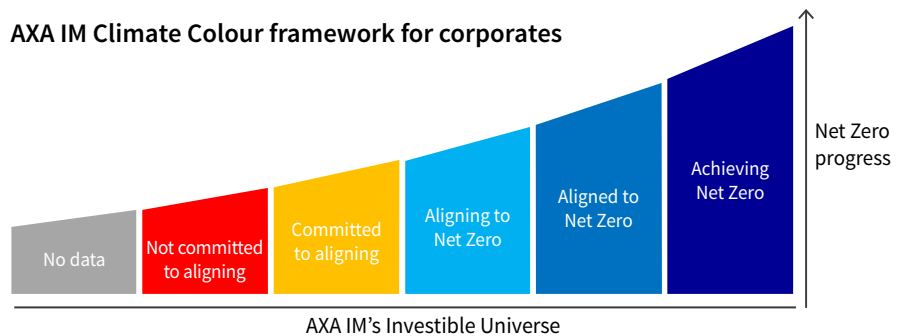 AXA IM Climate Colour framework for corporates
No data
Not committed
to aligning
Committed
to aligning
Aligning to
Net Zero
Aligned to
Net Zero
Achieving
Net Zero
Net Zero
progress
AXA IM's Investible Universe